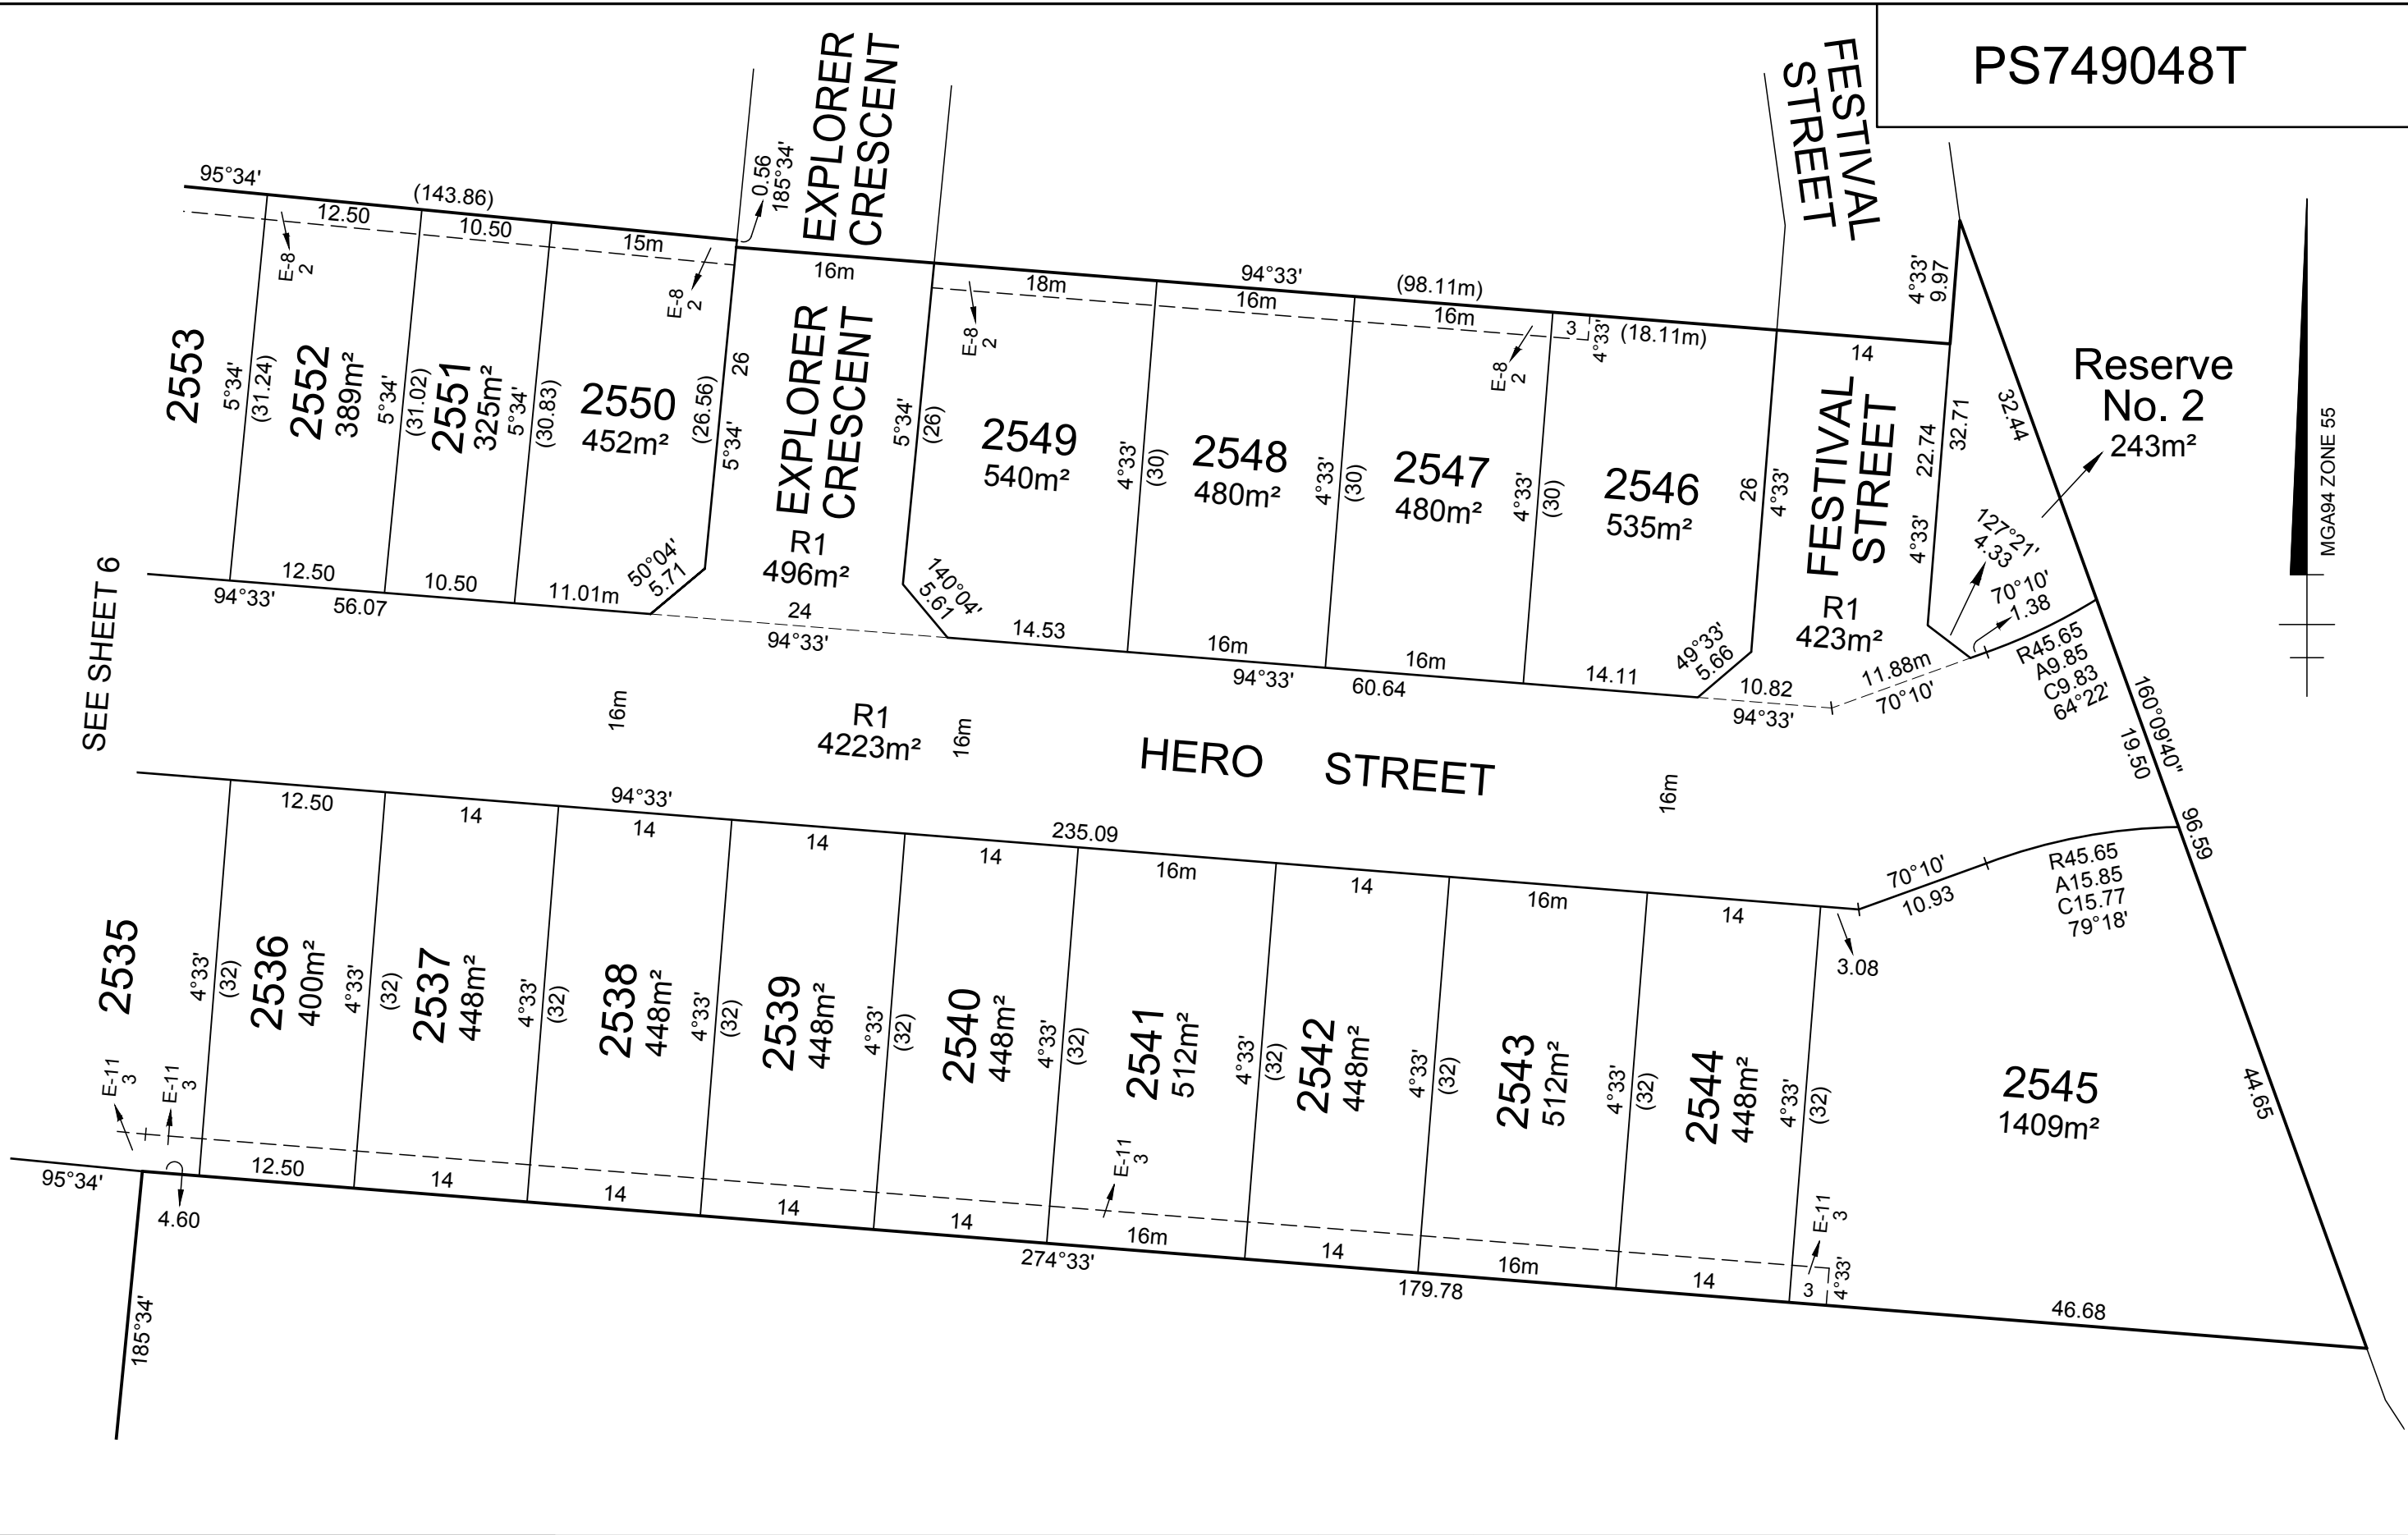 PS749048T
EXPLORER
CRESCENT
FESTIVAL
STREET
95°34'
(143.86)
12.50
10.50
15m
0.56
185°34'
E-8
2
E-8
2
16m
94°33'
(98.11m)
18m
16m
16m
3
4°33'
(18.11m)
14
4°33'
9.97
E-8
2
E-8
2
2553
5°34'
(31.24)
2552
389m²
5°34'
(31.02)
2551
325m²
5°34'
(30.83)
2550
452m²
(26.56)
5°34'
26
EXPLORER
CRESCENT
R1
496m²
5°34'
(26)
2549
540m²
4°33'
(30)
2548
480m²
4°33'
(30)
2547
480m²
4°33'
(30)
2546
535m²
26
4°33'
FESTIVAL
STREET
R1
423m²
22.74
32.71
4°33'
32.44
Reserve
No. 2
243m²
MGA94 ZONE 55
127°21'
4.33
70°10'
1.38
R45.65
A9.85
C9.83
64°22'
SEE SHEET 6
12.50
10.50
11.01m
50°04'
5.71
94°33'
56.07
24
94°33'
140°04'
5.61
14.53
16m
16m
94°33'
60.64
14.11
49°33'
5.66
10.82
94°33'
11.88m
70°10'
160°09'40"
19.50
96.59
16m
R1
4223m²
16m
HERO STREET
16m
94°33'
235.09
12.50
14
14
14
14
16m
14
16m
14
70°10'
10.93
R45.65
A15.85
C15.77
79°18'
3.08
2535
4°33'
(32)
2536
400m²
4°33'
(32)
2537
448m²
4°33'
(32)
2538
448m²
4°33'
(32)
2539
448m²
4°33'
(32)
2540
448m²
4°33'
(32)
2541
512m²
4°33'
(32)
2542
448m²
4°33'
(32)
2543
512m²
4°33'
(32)
2544
448m²
4°33'
(32)
2545
1409m²
44.65
E-11
3
E-11
3
E-11
3
E-11
3
95°34'
4.60
185°34'
12.50
14
14
14
14
16m
14
16m
14
3
4°33'
274°33'
179.78
46.68